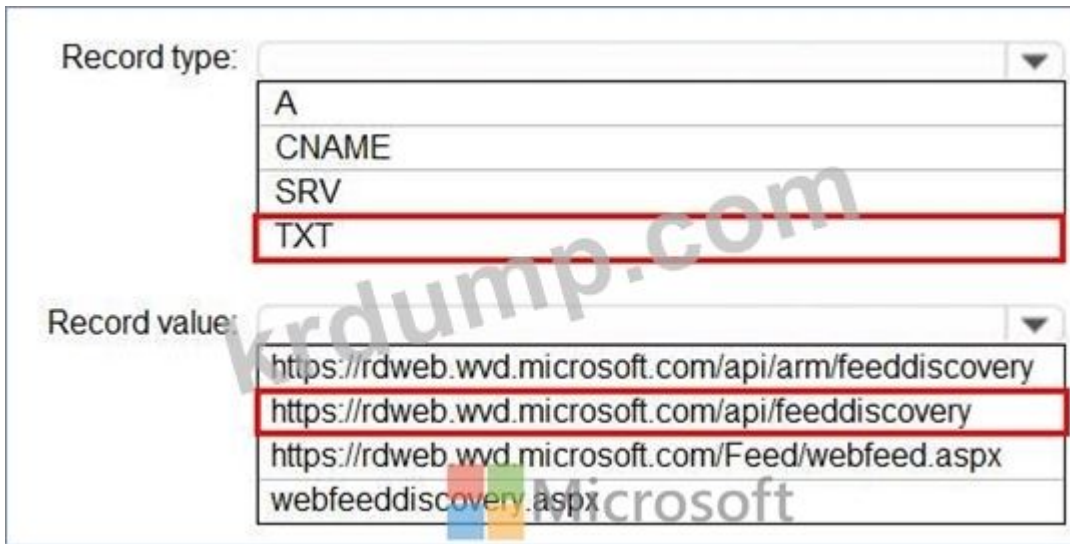 Record type:
A
CNAME
SRV
TXT
krdump.com
Record value:
https://rdweb.wvd.microsoft.com/api/arm/feeddiscovery
https://rdweb.wvd.microsoft.com/api/feeddiscovery
https://rdweb.wvd.microsoft.com/Feed/webfeed.aspx
webfeeddiscovery.aspx
Microsoft